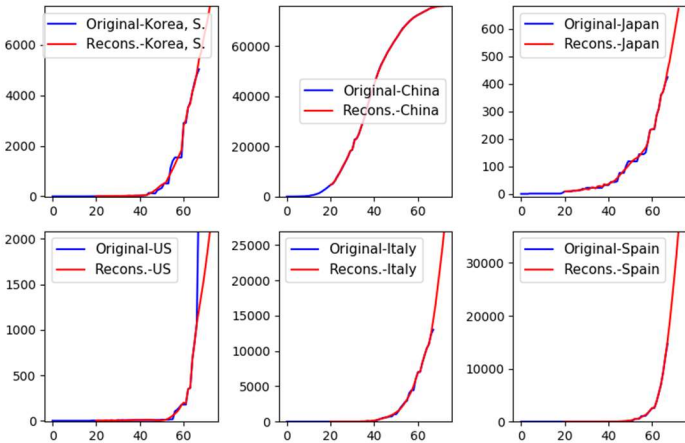 Original-Korea, S.
Recons.-Korea, S.
6000
4000
2000
0
0 20 40 60
Original-China
Recons.-China
60000
40000
20000
0
0 20 40 60
Original-Japan
Recons.-Japan
600
500
400
300
200
100
0
0 20 40 60
Original-US
Recons.-US
2000
1500
1000
500
0
0 20 40 60
Original-Italy
Recons.-Italy
25000
20000
15000
10000
5000
0
0 20 40 60
Original-Spain
Recons.-Spain
30000
20000
10000
0
0 20 40 60